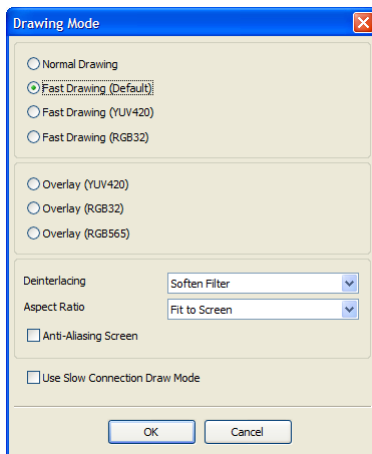 Drawing Mode
Normal Drawing
Fast Drawing (Default)
Fast Drawing (YUV420)
Fast Drawing (RGB32)
Overlay (YUV420)
Overlay (RGB32)
Overlay (RGB565)
Deinterlacing Soften Filter
Aspect Ratio Fit to Screen
Anti-Aliasing Screen
Use Slow Connection Draw Mode
OK Cancel